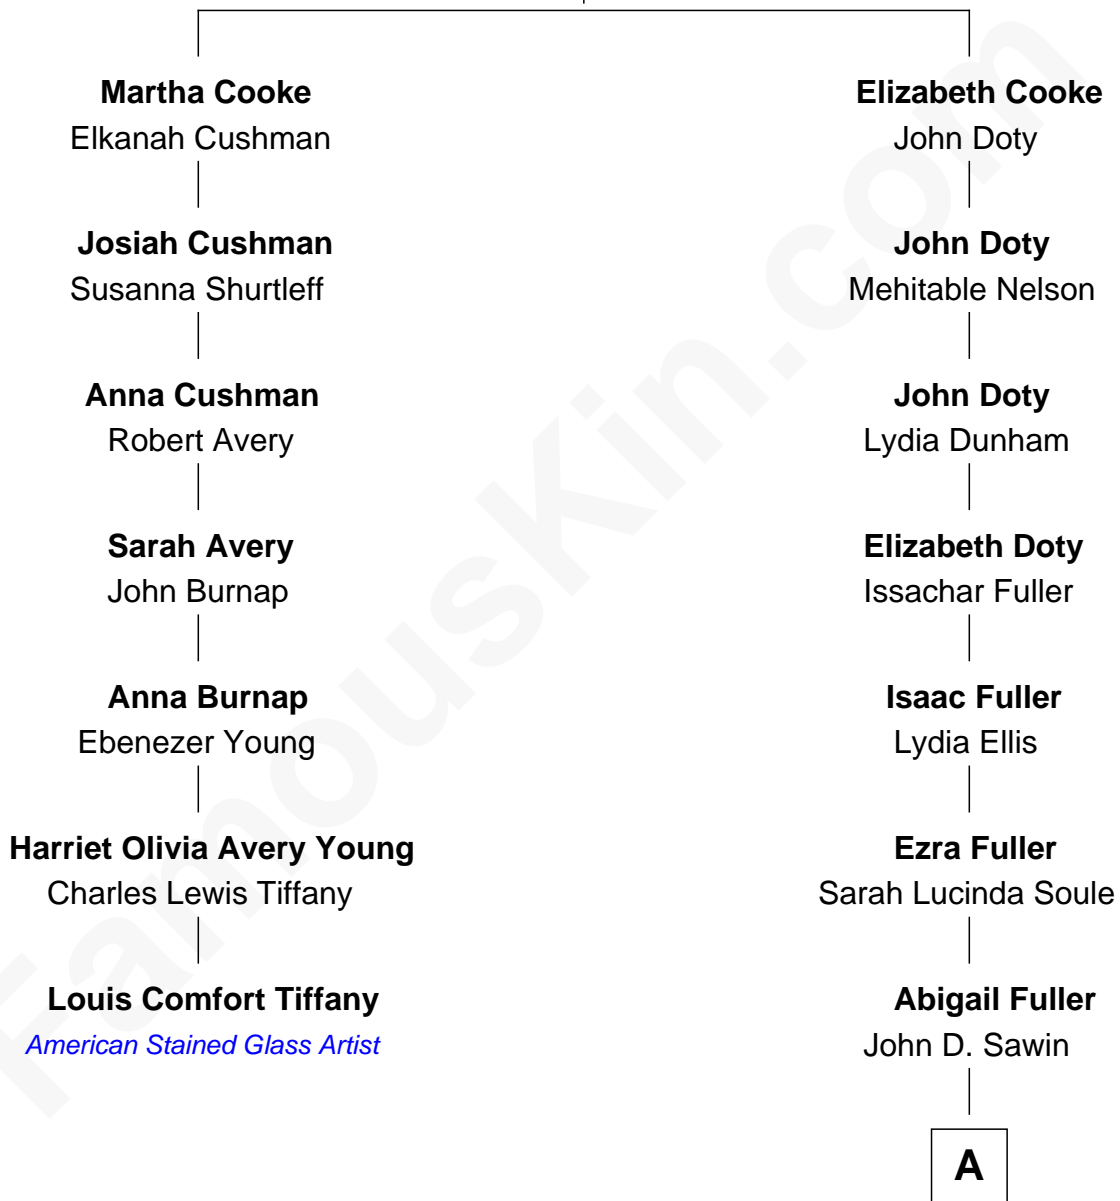 Martha Cooke
Elkanah Cushman
Josiah Cushman
Susanna Shurtleff
Anna Cushman
Robert Avery
Sarah Avery
John Burnap
Anna Burnap
Ebenezer Young
Harriet Olivia Avery Young
Charles Lewis Tiffany
Louis Comfort Tiffany
American Stained Glass Artist
Elizabeth Cooke
John Doty
John Doty
Mehitable Nelson
John Doty
Lydia Dunham
Elizabeth Doty
Issachar Fuller
Isaac Fuller
Lydia Ellis
Ezra Fuller
Sarah Lucinda Soule
Abigail Fuller
John D. Sawin
A
FamousKin.com